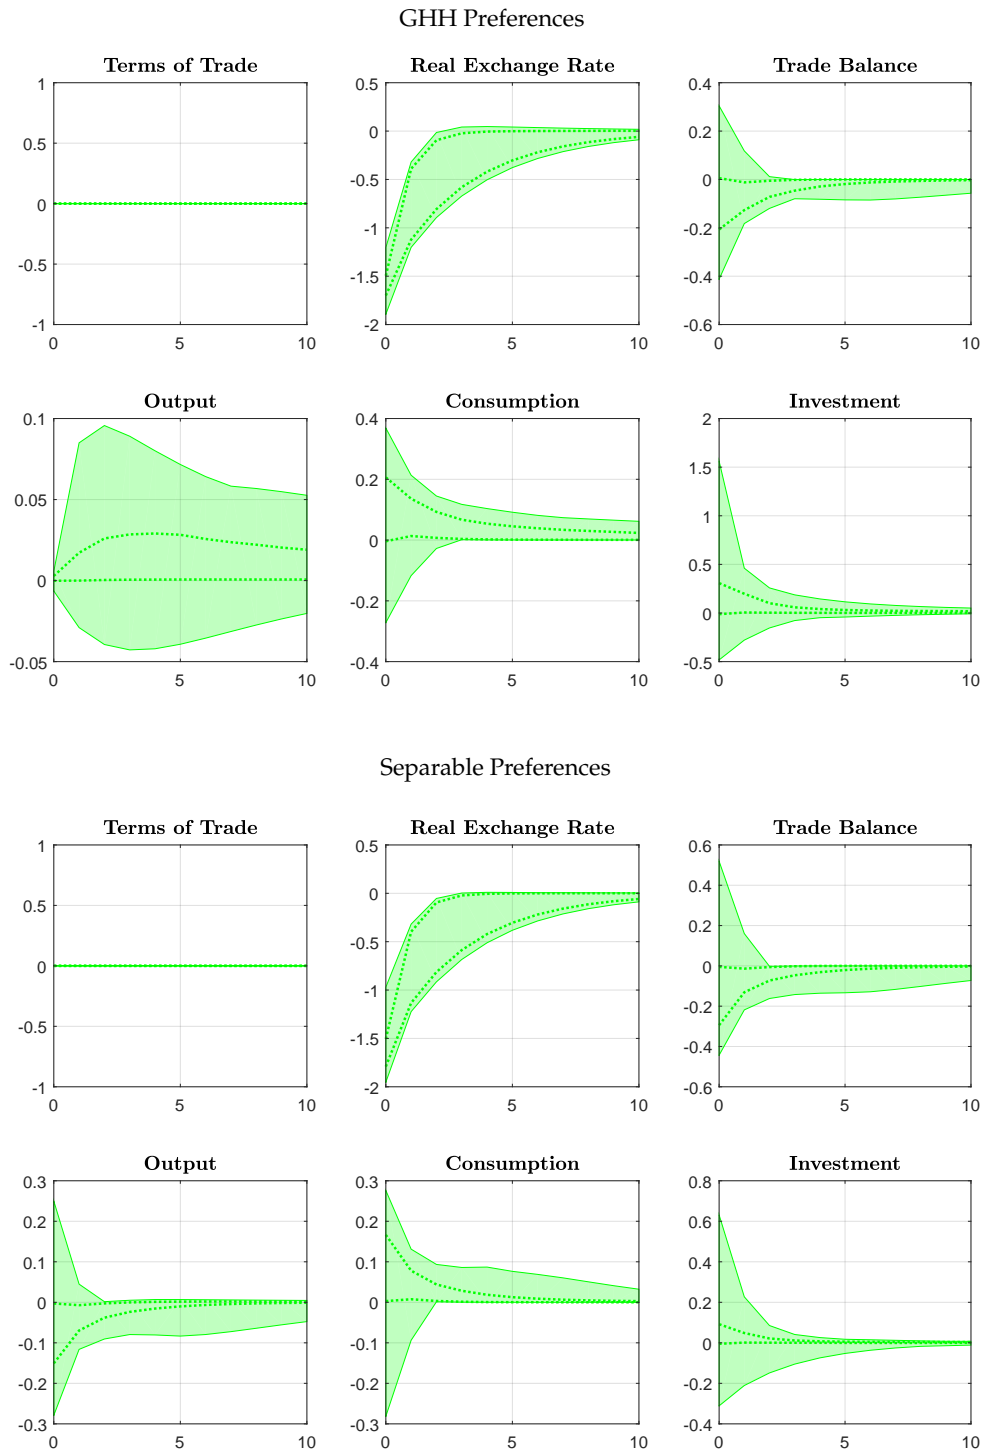 GHH Preferences
Terms of Trade
Real Exchange Rate
Trade Balance
1
0.5
0
-0.5
-1
0 5 10
0.5
0
-0.5
-1
-1.5
-2
0 5 10
0.4
0.2
0
-0.2
-0.4
-0.6
0 5 10
Output
Consumption
Investment
0.1
0.05
0
-0.05
0 5 10
0.4
0.2
0
-0.2
-0.4
0 5 10
2
1.5
1
0.5
0
-0.5
0 5 10
Separable Preferences
Terms of Trade
Real Exchange Rate
Trade Balance
1
0.5
0
-0.5
-1
0 5 10
0.5
0
-0.5
-1
-1.5
-2
0 5 10
0.6
0.4
0.2
0
-0.2
-0.4
-0.6
0 5 10
Output
Consumption
Investment
0.3
0.2
0.1
0
-0.1
-0.2
-0.3
0 5 10
0.3
0.2
0.1
0
-0.1
-0.2
-0.3
0 5 10
0.8
0.6
0.4
0.2
0
-0.2
-0.4
0 5 10